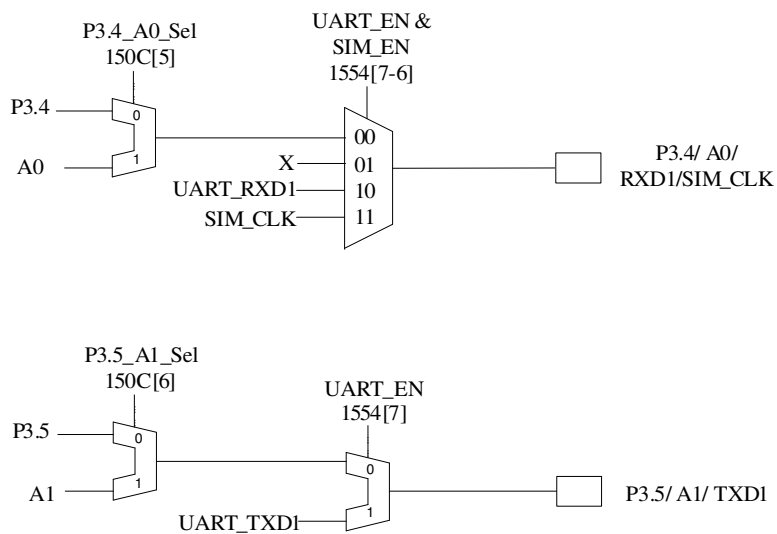 P3.4_A0_Sel
150C[5]
UART_EN &
SIM_EN
1554[7-6]
P3.4
0
1
A0
00
X
01
UART_RXD1
10
SIM_CLK
11
P3.4/ A0/
RXD1/SIM_CLK
P3.5_A1_Sel
150C[6]
UART_EN
1554[7]
P3.5
0
1
A1
0
1
UART_TXD1
P3.5/ A1/ TXD1